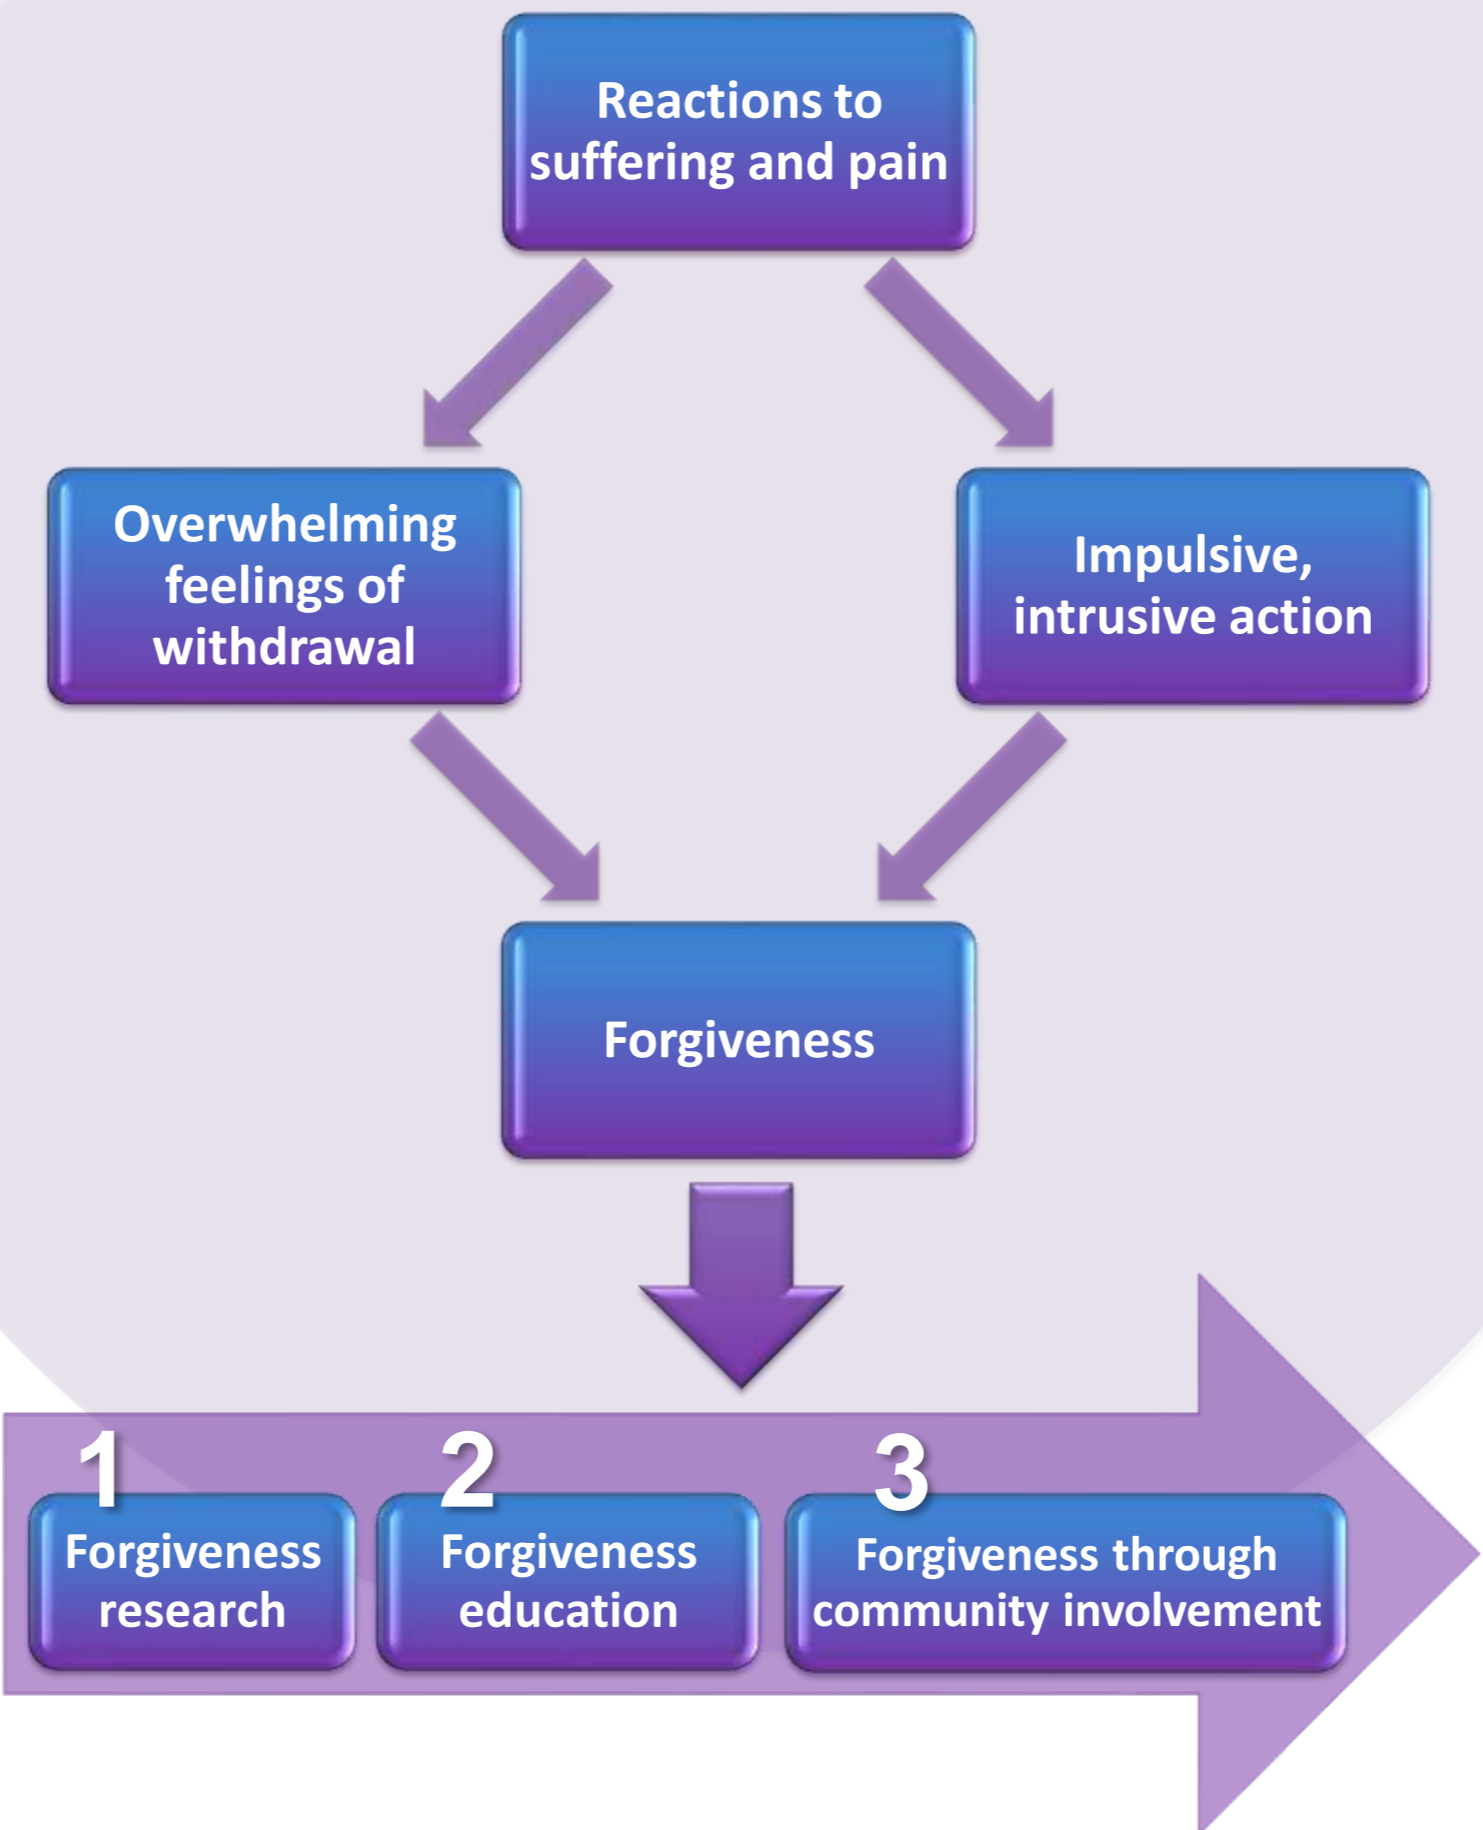 Reactions to
suffering and pain
Overwhelming
feelings of
withdrawal
Impulsive,
intrusive action
Forgiveness
1
Forgiveness
research
2
Forgiveness
education
3
Forgiveness through
community involvement